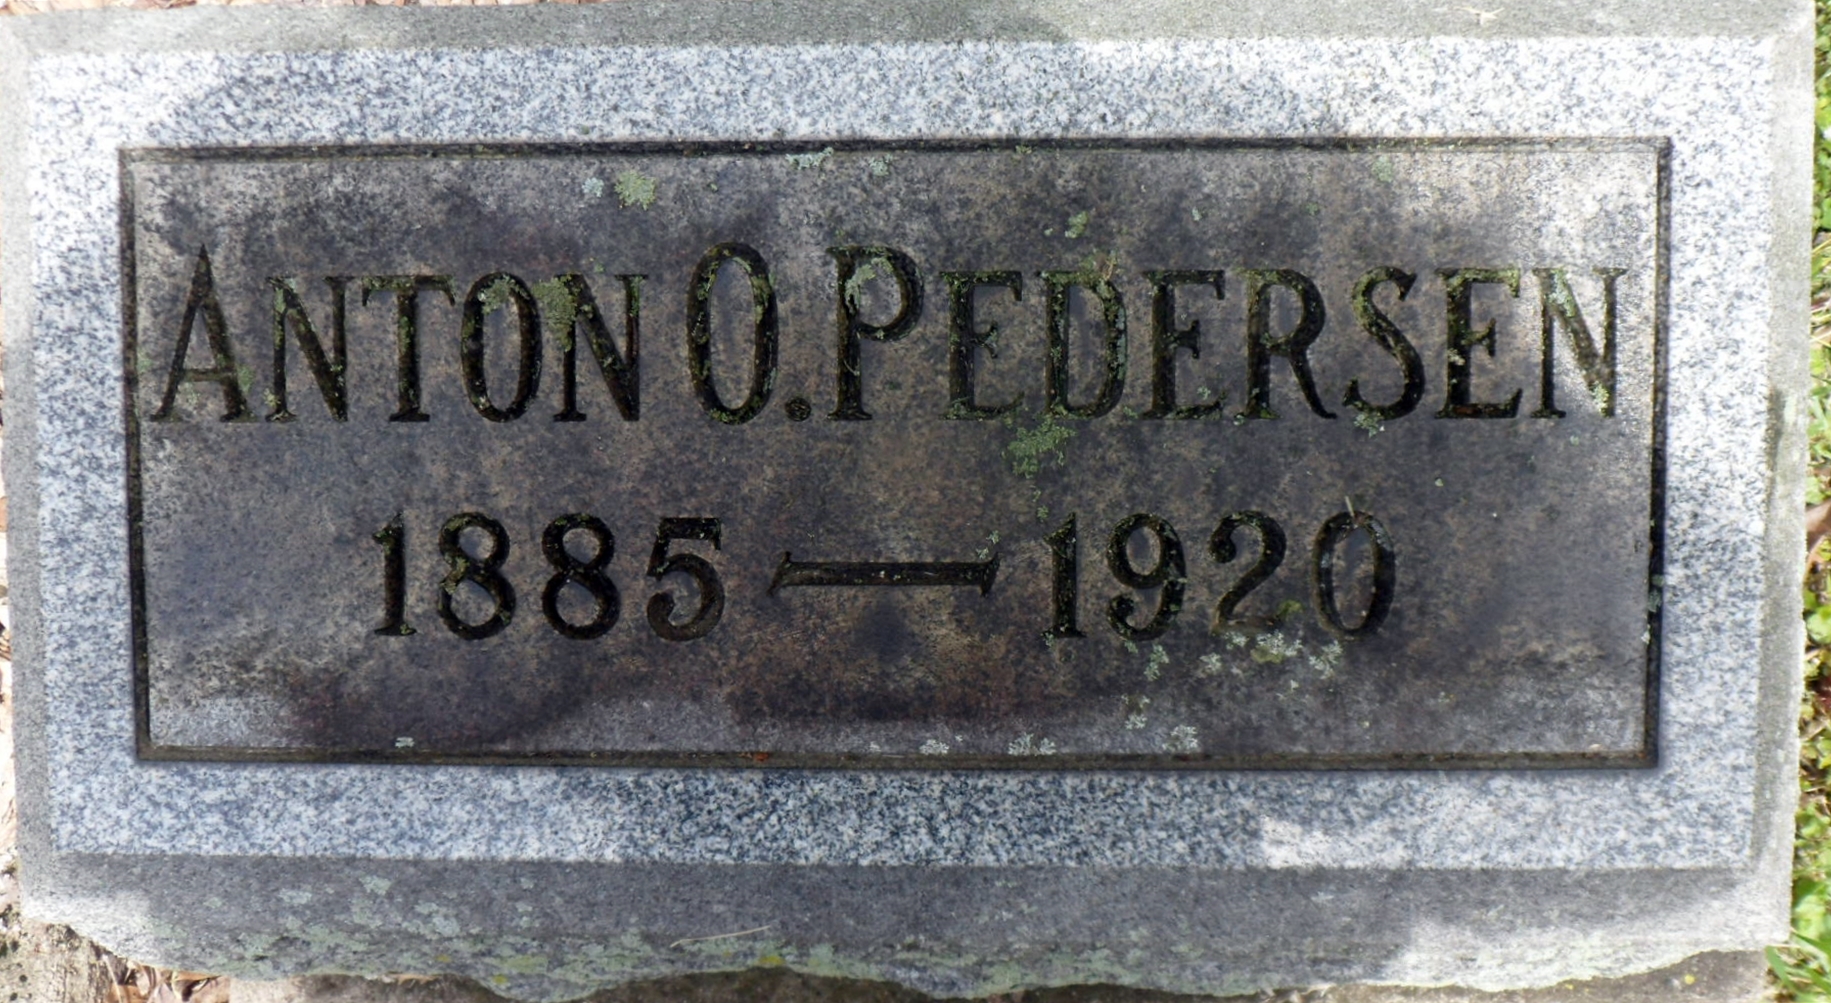 ANTON O. PEDERSEN
1885 — 1920